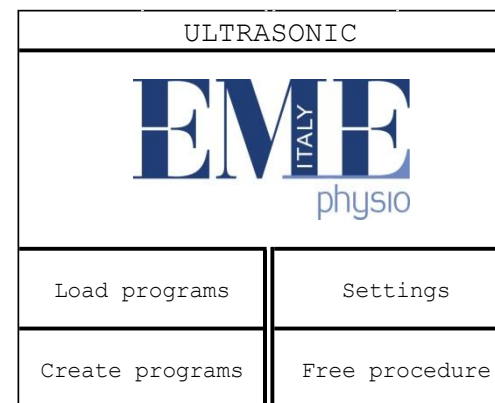 ULTRASONIC
EME
ITALY
physio
Load programs
Settings
Create programs
Free procedure